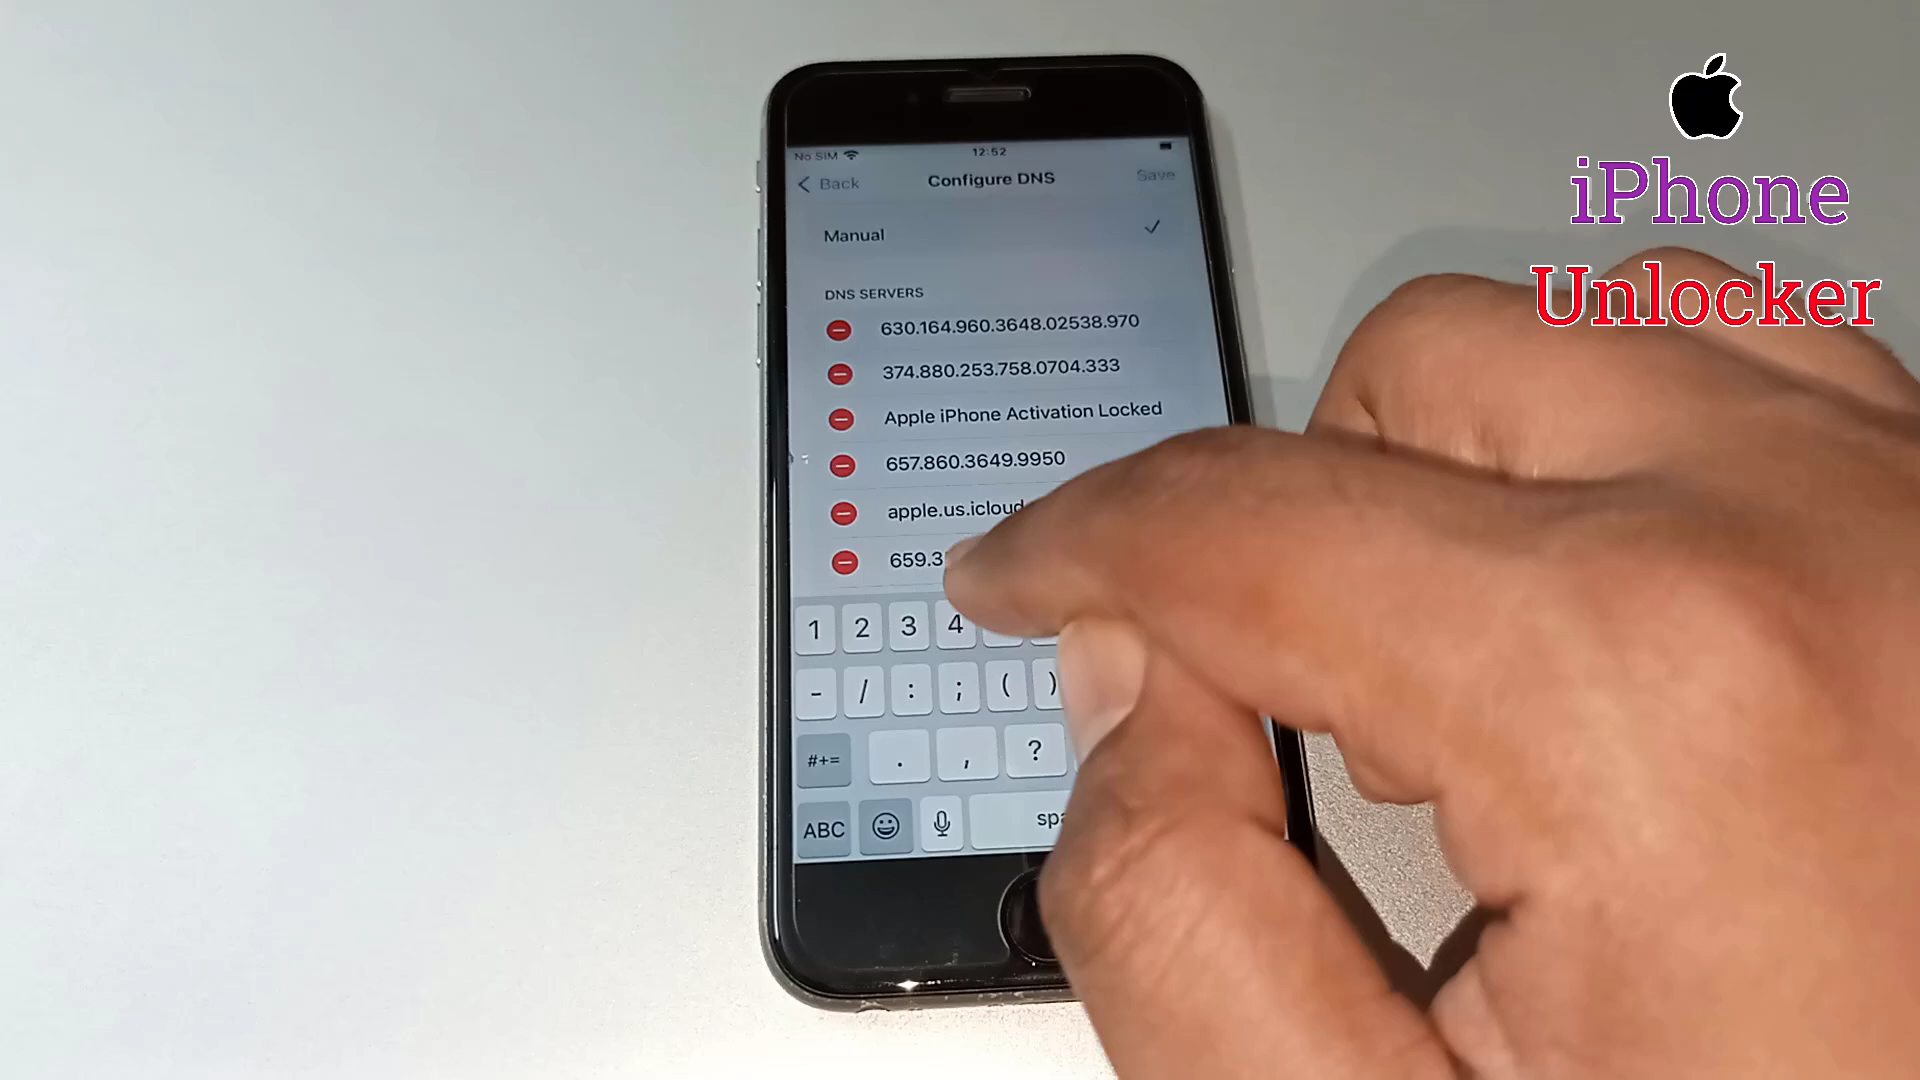 No SIM 12:52
Back Configure DNS Save
Manual
DNS SERVERS
630.164.960.3648.02538.970
374.880.253.758.0704.333
Apple iPhone Activation Locked
657.860.3649.9950
apple.us.icloud
659.3
1 2 3 4
- / : ; ( )
#+= . , ?
ABC
iPhone
Unlocker